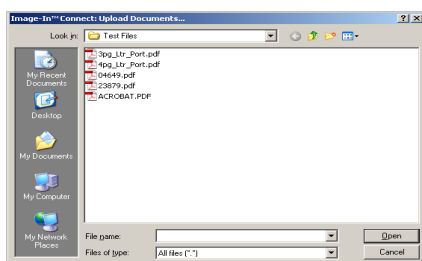 Image-In™ Connect: Upload Documents...
Look in:
Test Files
3pg_Ltr_Port.pdf
4pg_Ltr_Port.pdf
04649.pdf
23879.pdf
ACROBAT.PDF
My Recent
Documents
Desktop
My Documents
My Computer
My Network
Places
File name:
Open
Files of type:
All files (*.*)
Cancel